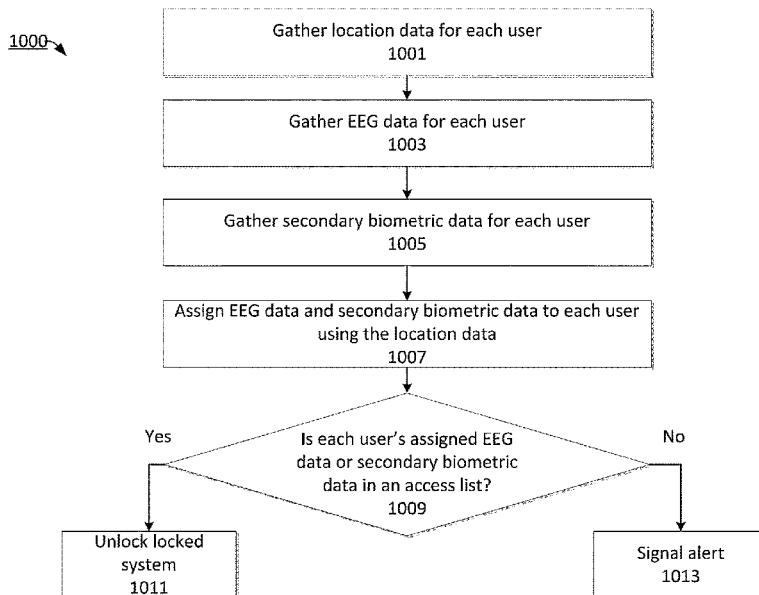 1000
Gather location data for each user
1001
Gather EEG data for each user
1003
Gather secondary biometric data for each user
1005
Assign EEG data and secondary biometric data to each user
using the location data
1007
Yes
No
Is each user's assigned EEG
data or secondary biometric
data in an access list?
1009
Unlock locked
system
1011
Signal alert
1013